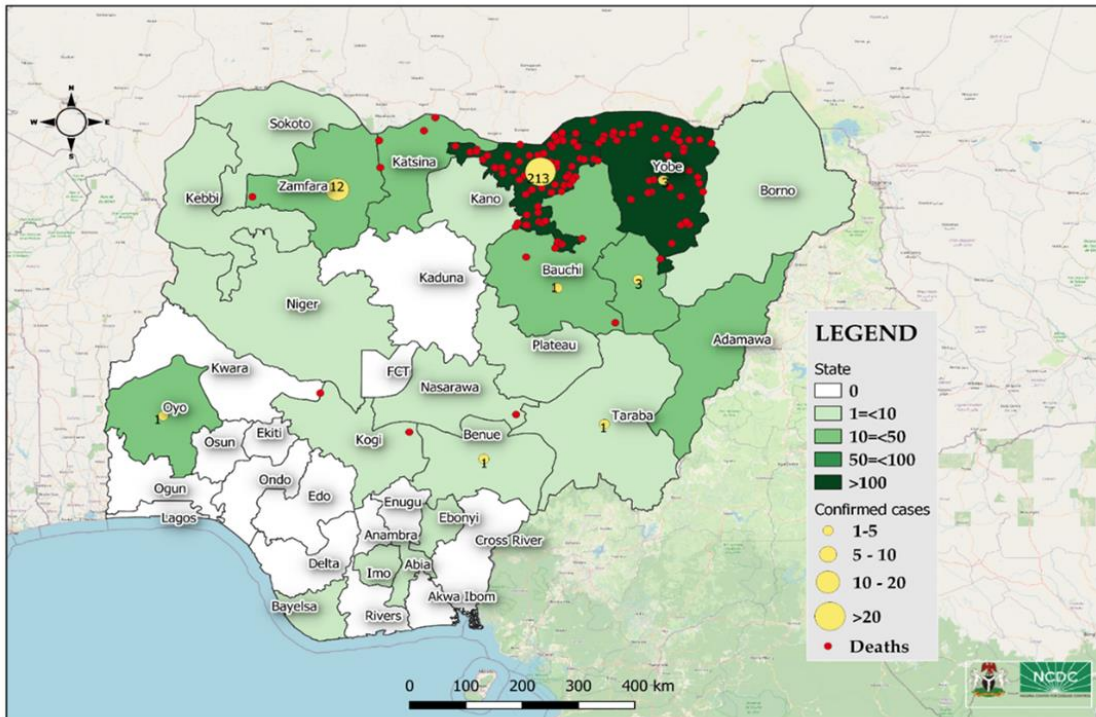 N
W E
S
Sokoto
Katsina
Kebbi
Zamfara
12
Kano
213
Yobe
3
Borno
Kaduna
Bauchi
1
3
Niger
Plateau
Adamawa
FCT
Nasarawa
Kwara
Oyo
1
Taraba
1
Benue
1
Kogi
Osun
Ekiti
Ogun
Ondo
Edo
Enugu
Lagos
Anambra
Ebonyi
Cross River
Delta
Imo
Abia
Bayelsa
Rivers
Akwa Ibom
LEGEND
State
0
1=<10
10=<50
50=<100
>100
Confirmed cases
1-5
5 - 10
10 - 20
>20
Deaths
0 100 200 300 400 km
NCDC